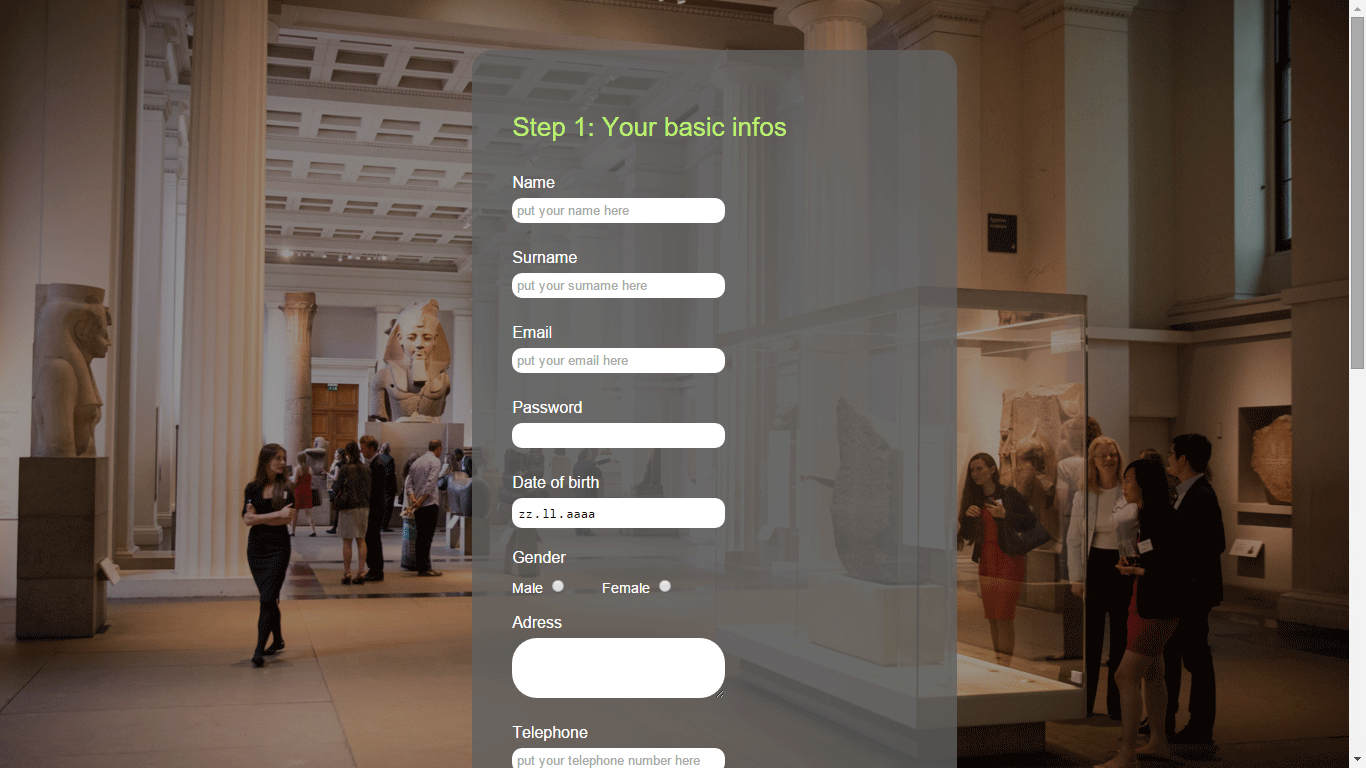 Step 1: Your basic infos
Name
put your name here
Surname
put your surname here
Email
put your email here
Password
Date of birth
zz.ll.aaaa
Gender
Male Female
Adress
Telephone
put your telephone number here